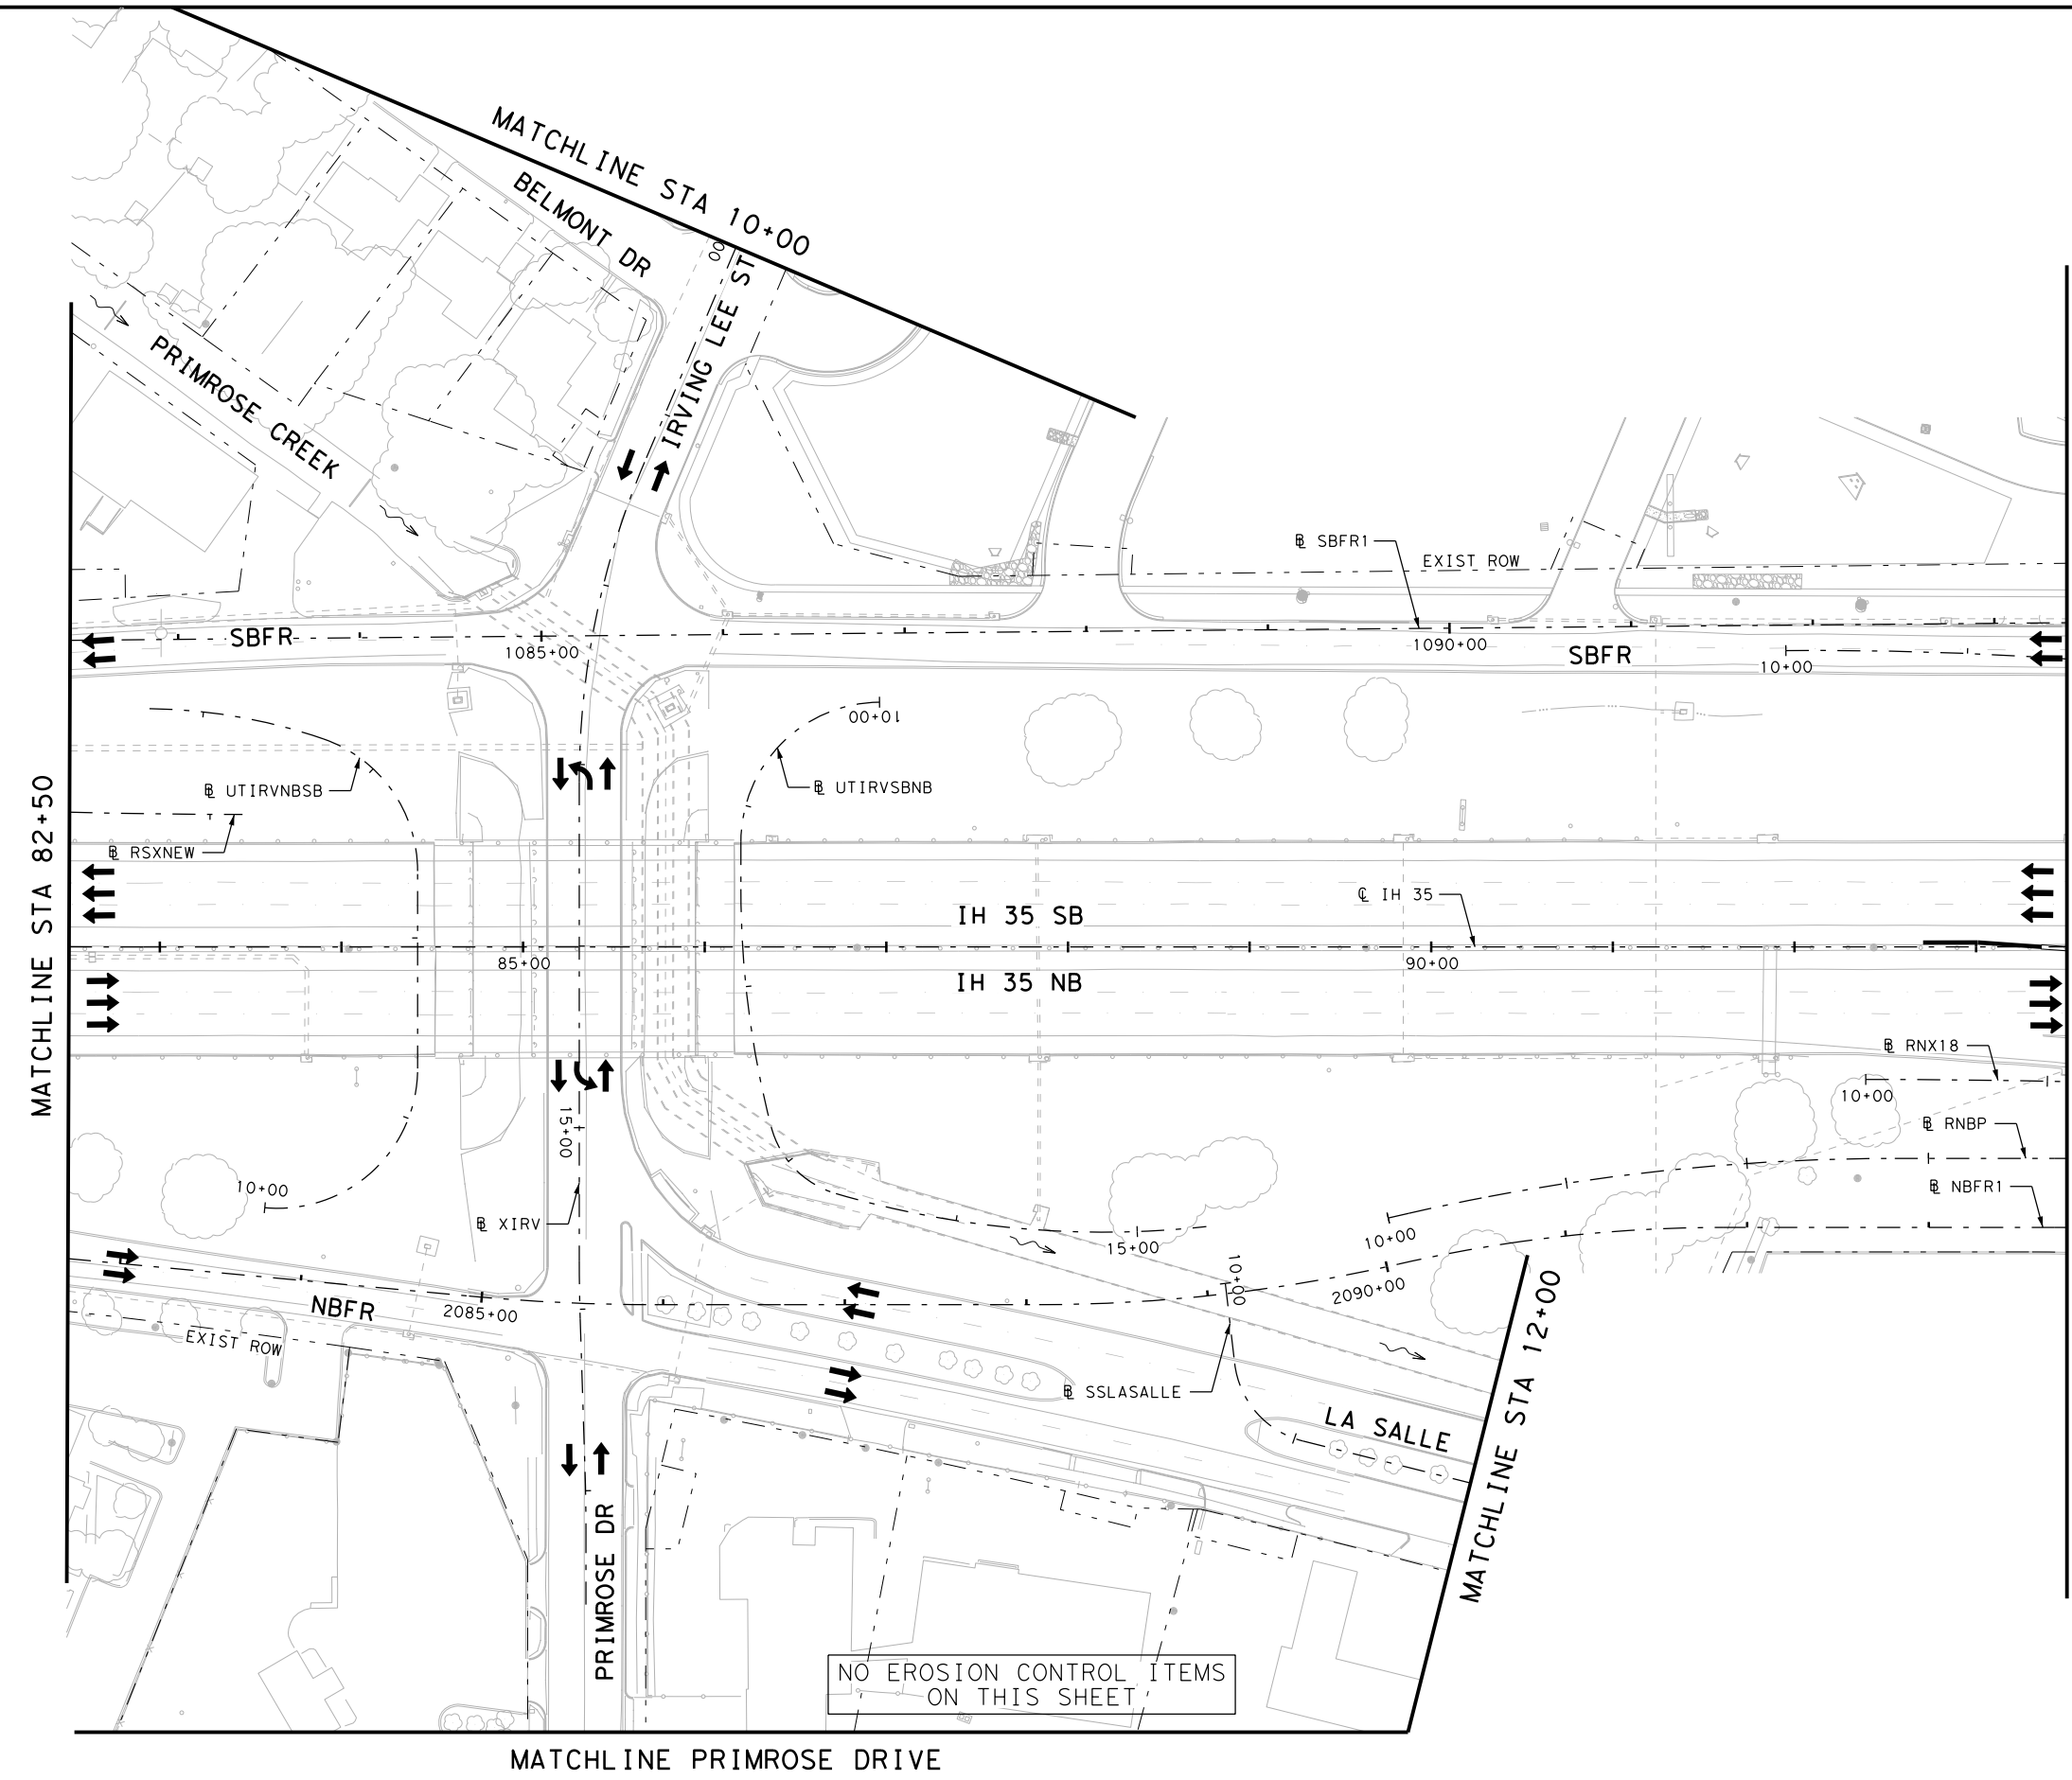 MATCHLINE STA 10+00
BELMONT DR
00
IRVING LEE ST
PRIMROSE CREEK
℄ SBFR1
EXIST ROW
SBFR
1085+00
1090+00
SBFR
10+00
10+00
MATCHLINE STA 82+50
℄ UTIRVNBSB
℄ UTIRVSBNB
℄ RSXNEW
℄ IH 35
IH 35 SB
85+00
90+00
IH 35 NB
℄ RNX18
10+00
15+00
℄ RNBP
10+00
℄ NBFR1
℄ XIRV
15+00
10+00
10+00
2090+00
NBFR
2085+00
EXIST ROW
℄ SSLASALLE
LA SALLE
MATCHLINE STA 12+00
PRIMROSE DR
NO EROSION CONTROL ITEMS
ON THIS SHEET
MATCHLINE PRIMROSE DRIVE